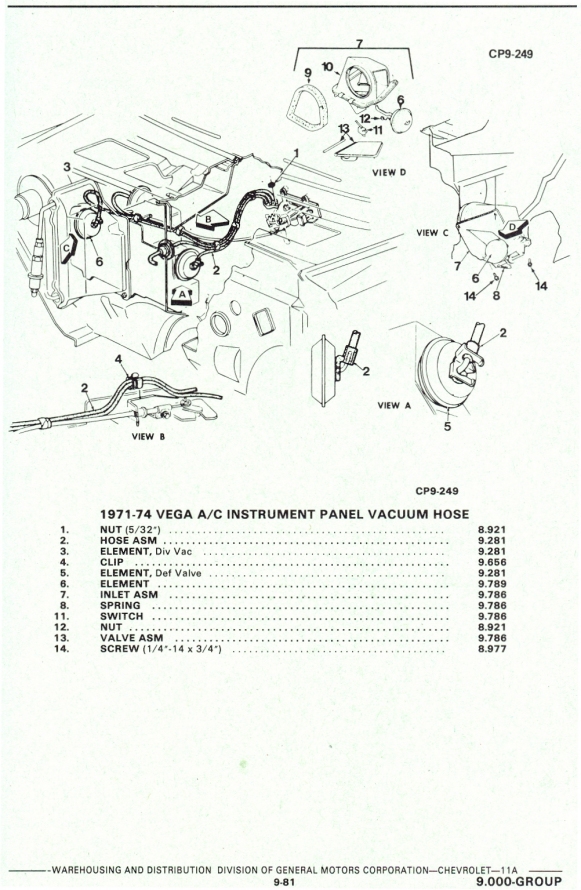 CP9-249
7
10
9
6
12
11
13
VIEW D
3
1
B
C
6
2
A
VIEW C
D
7
6
14
8
14
4
2
VIEW B
2
VIEW A
2
5
CP9-249
1971-74 VEGA A/C INSTRUMENT PANEL VACUUM HOSE
1. NUT (5/32") 8.921
2. HOSE ASM 9.281
3. ELEMENT, Div Vac 9.281
4. CLIP 9.656
5. ELEMENT, Def Valve 9.281
6. ELEMENT 9.789
7. INLET ASM 9.786
8. SPRING 9.786
11. SWITCH 9.786
12. NUT 8.921
13. VALVE ASM 9.786
14. SCREW (1/4"-14 x 3/4") 8.977
WAREHOUSING AND DISTRIBUTION DIVISION OF GENERAL MOTORS CORPORATION—CHEVROLET—11A
9-81
9.000-GROUP